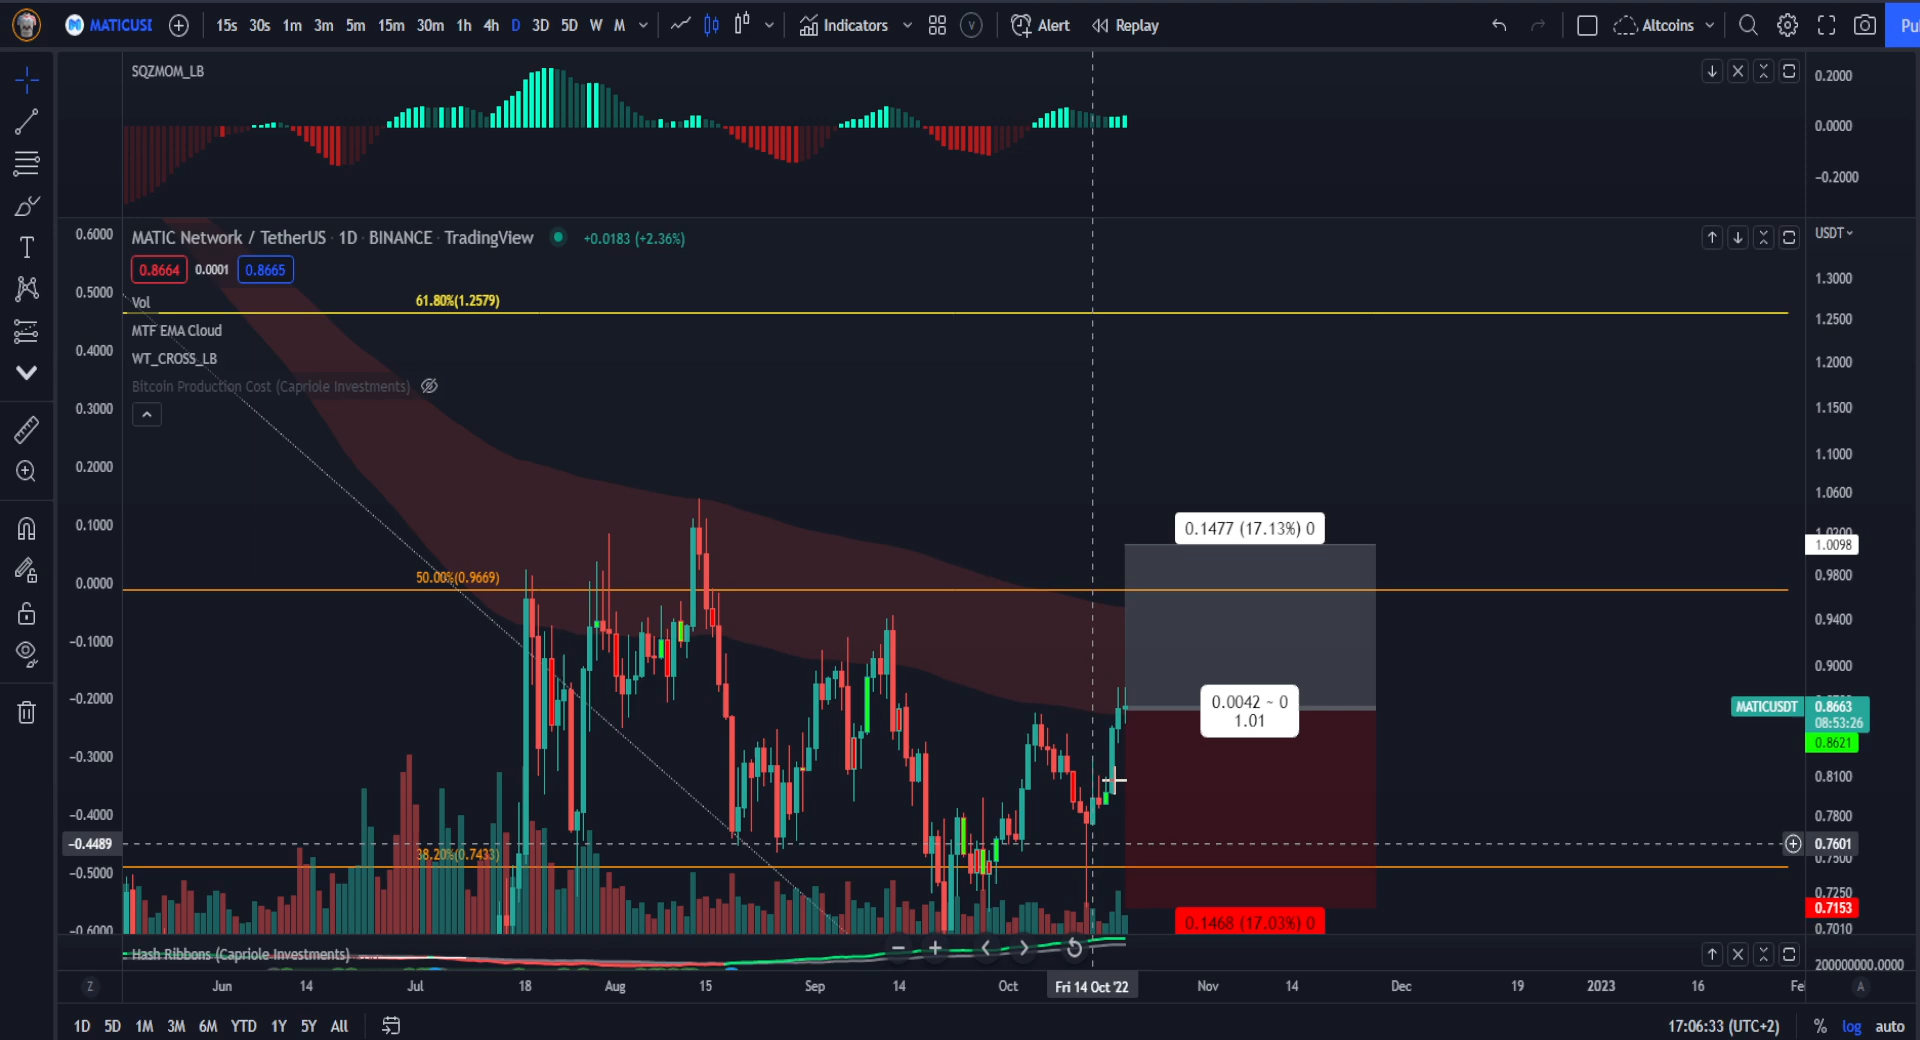 MATICUSI 15s 30s 1m 3m 5m 15m 30m 1h 4h D 3D 5D W M Indicators Alert Replay Altcoins Pu
SQZMOM_LB
0.2000
0.0000
−0.2000
MATIC Network / TetherUS · 1D · BINANCE · TradingView +0.0183 (+2.36%)
0.8664 0.0001 0.8665
Vol
MTF EMA Cloud
WT_CROSS_LB
Bitcoin Production Cost (Capriole Investments)
0.6000
0.5000
0.4000
0.3000
0.2000
0.1000
0.0000
−0.1000
−0.2000
−0.3000
−0.4000
−0.4489
−0.5000
−0.6000
61.80%(1.2579)
50.00%(0.9669)
38.20%(0.7433)
0.1477 (17.13%) 0
0.0042 ~ 0
1.01
0.1468 (17.03%) 0
USDT
1.3000
1.2500
1.2000
1.1500
1.1000
1.0600
1.0200
1.0098
0.9800
0.9400
0.9000
MATICUSDT 0.8663
08:53:26
0.8621
0.8100
0.7800
0.7601
0.7500
0.7250
0.7153
0.7010
Hash Ribbons (Capriole Investments)
200000000.0000
Z Jun 14 Jul 18 Aug 15 Sep 14 Oct Fri 14 Oct '22 Nov 14 Dec 19 2023 16 Fe A
1D 5D 1M 3M 6M YTD 1Y 5Y All 17:06:33 (UTC+2) % log auto